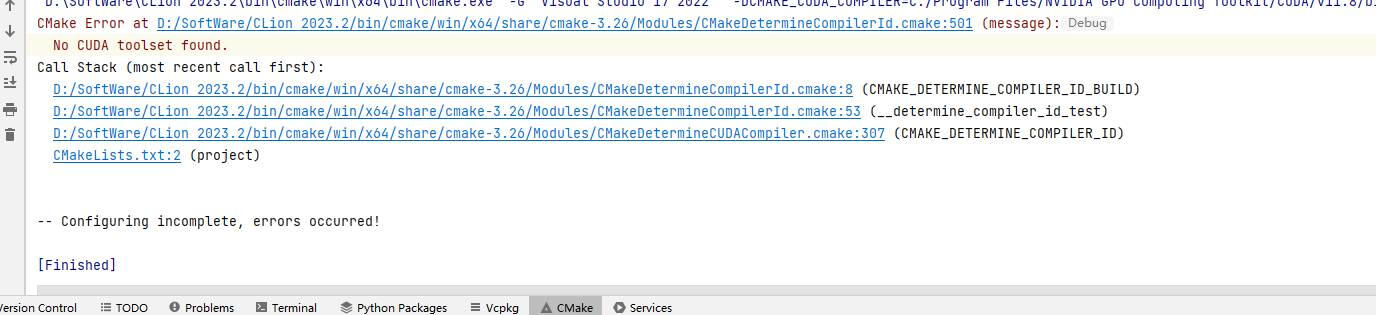 D:\SoftWare\CLion 2023.2\bin\cmake\win\x64\bin\cmake.exe" -G "Visual Studio 17 2022" -DCMAKE_CUDA_COMPILER=C:/Program Files/NVIDIA GPU Computing Toolkit/CUDA/v11.8/bi
CMake Error at D:/SoftWare/CLion 2023.2/bin/cmake/win/x64/share/cmake-3.26/Modules/CMakeDetermineCompilerId.cmake:501 (message): Debug
No CUDA toolset found.
Call Stack (most recent call first):
D:/SoftWare/CLion 2023.2/bin/cmake/win/x64/share/cmake-3.26/Modules/CMakeDetermineCompilerId.cmake:8 (CMAKE_DETERMINE_COMPILER_ID_BUILD)
D:/SoftWare/CLion 2023.2/bin/cmake/win/x64/share/cmake-3.26/Modules/CMakeDetermineCompilerId.cmake:53 (__determine_compiler_id_test)
D:/SoftWare/CLion 2023.2/bin/cmake/win/x64/share/cmake-3.26/Modules/CMakeDetermineCUDACompiler.cmake:307 (CMAKE_DETERMINE_COMPILER_ID)
CMakeLists.txt:2 (project)
-- Configuring incomplete, errors occurred!
[Finished]
Version Control TODO Problems Terminal Python Packages Vcpkg CMake Services